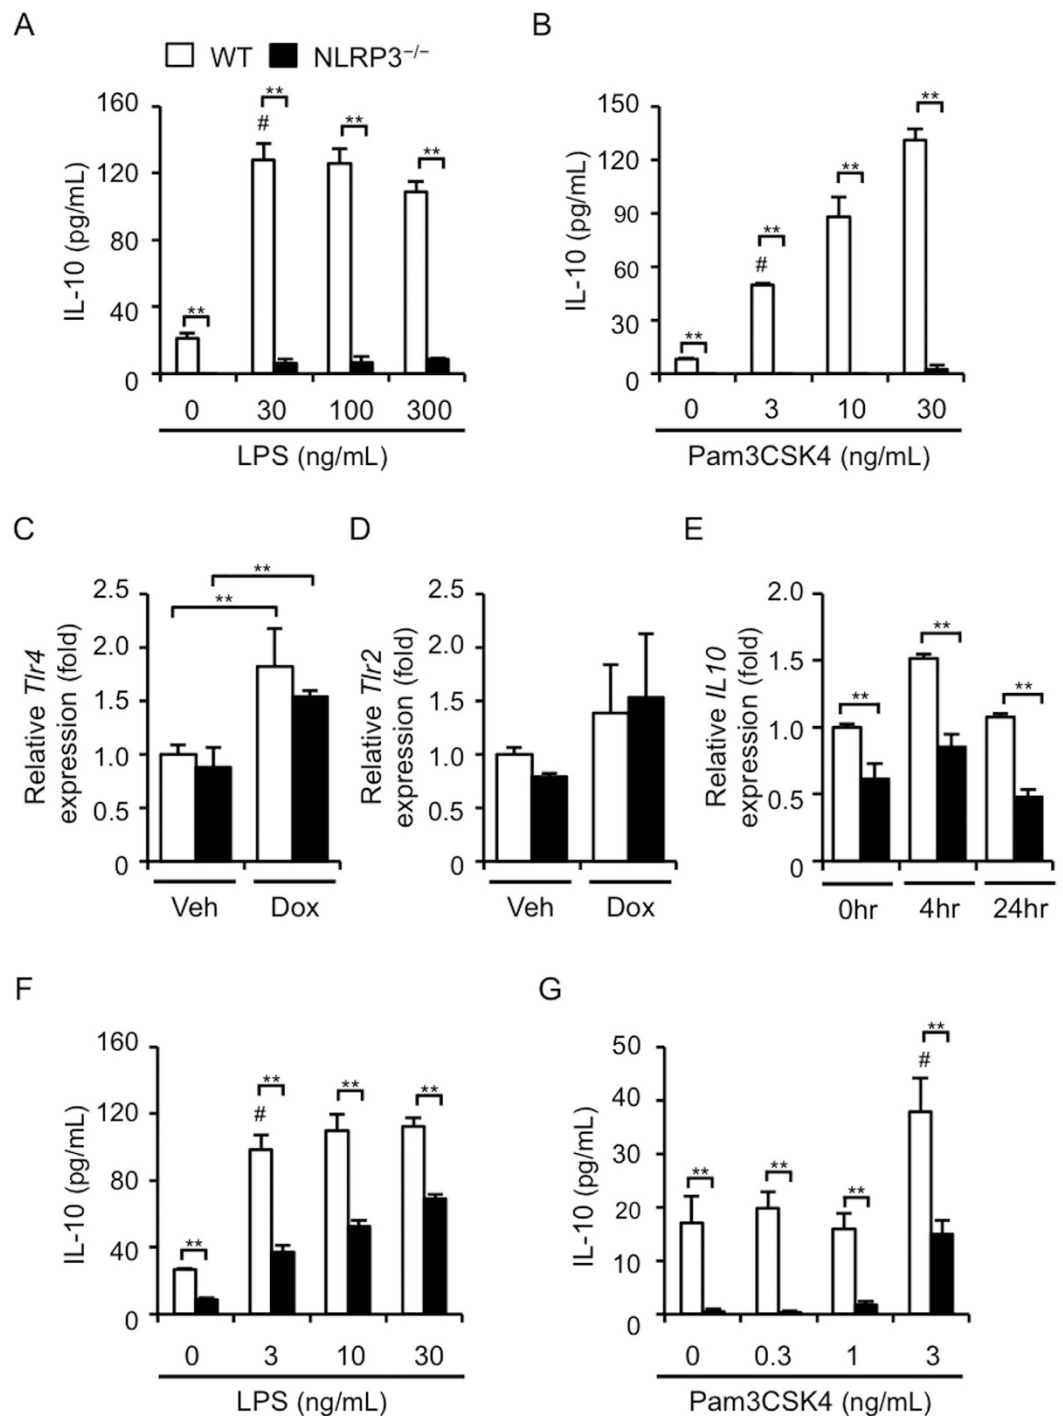 A
B
WT NLRP3−/−
IL-10 (pg/mL)
160
120
80
40
0
**
#
**
**
**
0 30 100 300
LPS (ng/mL)
IL-10 (pg/mL)
150
120
90
60
30
0
**
#
**
**
**
0 3 10 30
Pam3CSK4 (ng/mL)
C
D
E
Relative Tlr4
expression (fold)
2.5
2.0
1.5
1.0
0.5
0
**
**
Veh Dox
Relative Tlr2
expression (fold)
2.5
2.0
1.5
1.0
0.5
0
Veh Dox
Relative IL10
expression (fold)
2.0
1.5
1.0
0.5
0
**
**
**
0hr 4hr 24hr
F
G
IL-10 (pg/mL)
160
120
80
40
0
**
#
**
**
**
0 3 10 30
LPS (ng/mL)
IL-10 (pg/mL)
50
40
30
20
10
0
**
**
**
**
#
0 0.3 1 3
Pam3CSK4 (ng/mL)